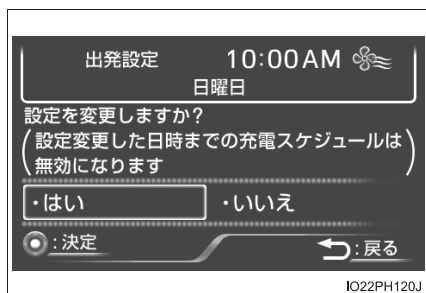 出発設定 10:00AM
日曜日
設定を変更しますか?
(設定変更した日時までの充電スケジュールは
無効になります)
・はい ・いいえ
:決定 :戻る
IO22PH120J